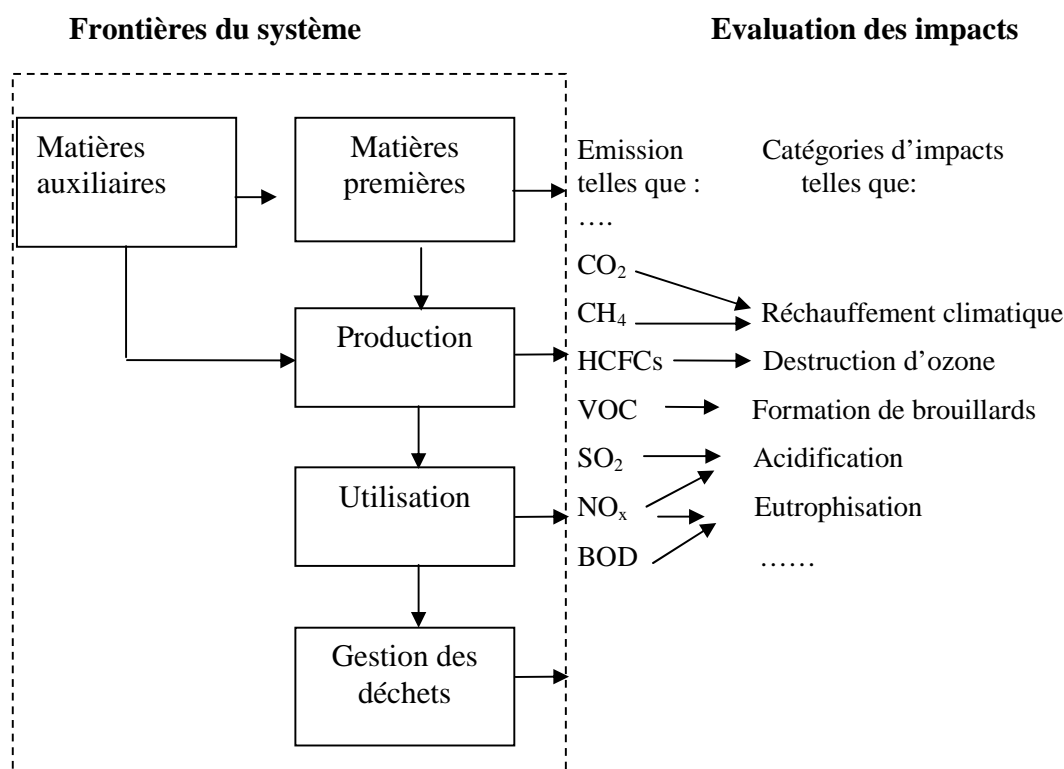 Frontières du système
Evaluation des impacts
Matières
auxiliaires
Matières
premières
Production
Utilisation
Gestion des
déchets
Emission
telles que :
….
CO₂
CH₄
HCFCs
VOC
SO₂
NOₓ
BOD
Catégories d’impacts
telles que:
Réchauffement climatique
Destruction d’ozone
Formation de brouillards
Acidification
Eutrophisation
……